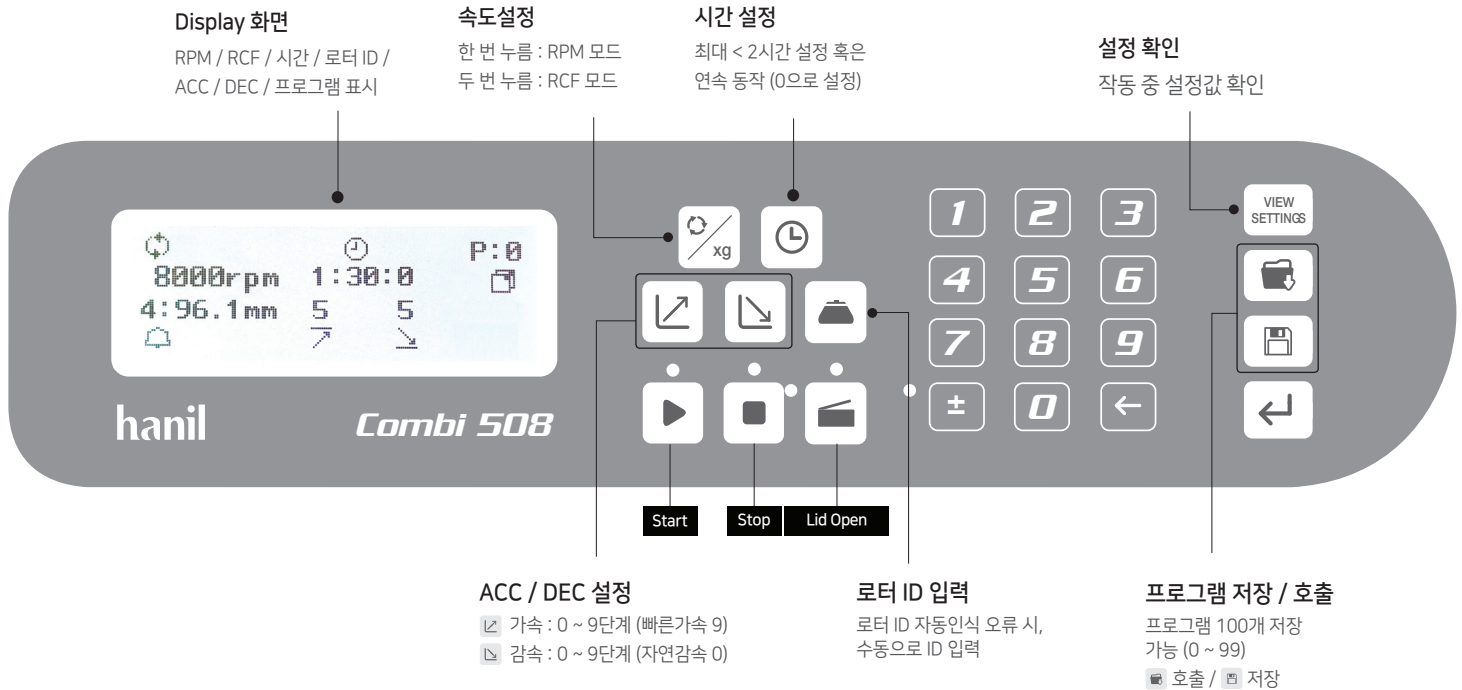 Display 화면
RPM / RCF / 시간 / 로터 ID /
ACC / DEC / 프로그램 표시
속도설정
한 번 누름 : RPM 모드
두 번 누름 : RCF 모드
시간 설정
최대 < 2시간 설정 혹은
연속 동작 (0으로 설정)
설정 확인
작동 중 설정값 확인
P:0
8000rpm 1:30:0
4:96.1mm 5 5
hanil
Combi 508
xg
1 2 3
4 5 6
7 8 9
± 0 ←
VIEW
SETTINGS
Start
Stop
Lid Open
ACC / DEC 설정
가속 : 0 ~ 9단계 (빠른가속 9)
감속 : 0 ~ 9단계 (자연감속 0)
로터 ID 입력
로터 ID 자동인식 오류 시,
수동으로 ID 입력
프로그램 저장 / 호출
프로그램 100개 저장
가능 (0 ~ 99)
호출 / 저장